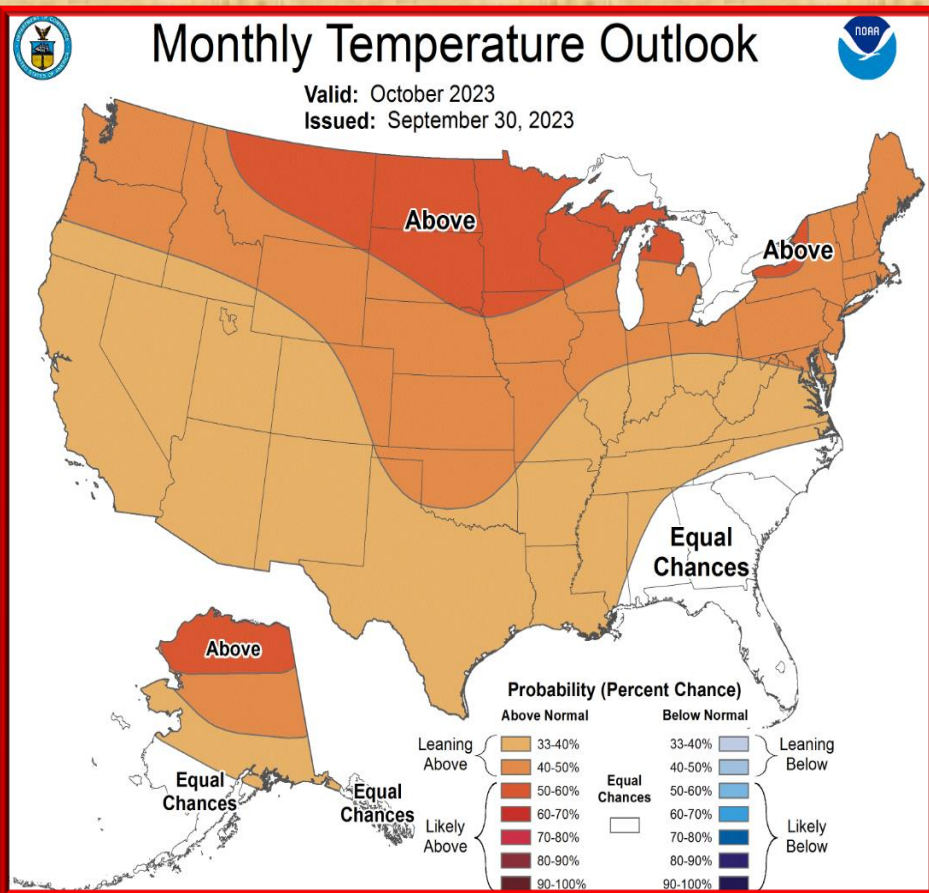 Monthly Temperature Outlook
NOAA
Valid: October 2023
Issued: September 30, 2023
Above
Above
Equal
Chances
Above
Equal
Chances
Equal
Chances
Probability (Percent Chance)
Above Normal
Below Normal
Leaning
Above
33-40%
40-50%
Likely
Above
50-60%
60-70%
70-80%
80-90%
90-100%
Equal
Chances
33-40%
40-50%
Leaning
Below
50-60%
60-70%
70-80%
80-90%
90-100%
Likely
Below